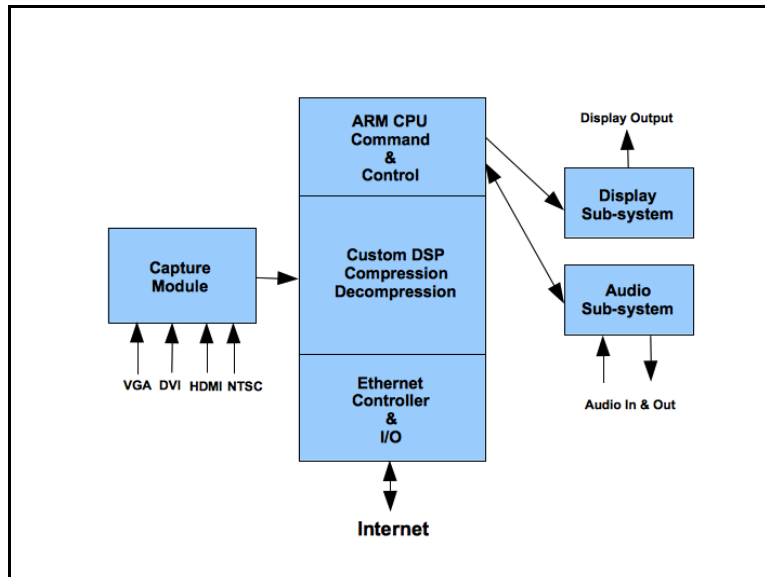 ARM CPU
Command
&
Control
Display Output
Display
Sub-system
Capture
Module
Custom DSP
Compression
Decompression
Audio
Sub-system
VGA DVI HDMI NTSC
Ethernet
Controller
&
I/O
Audio In & Out
Internet